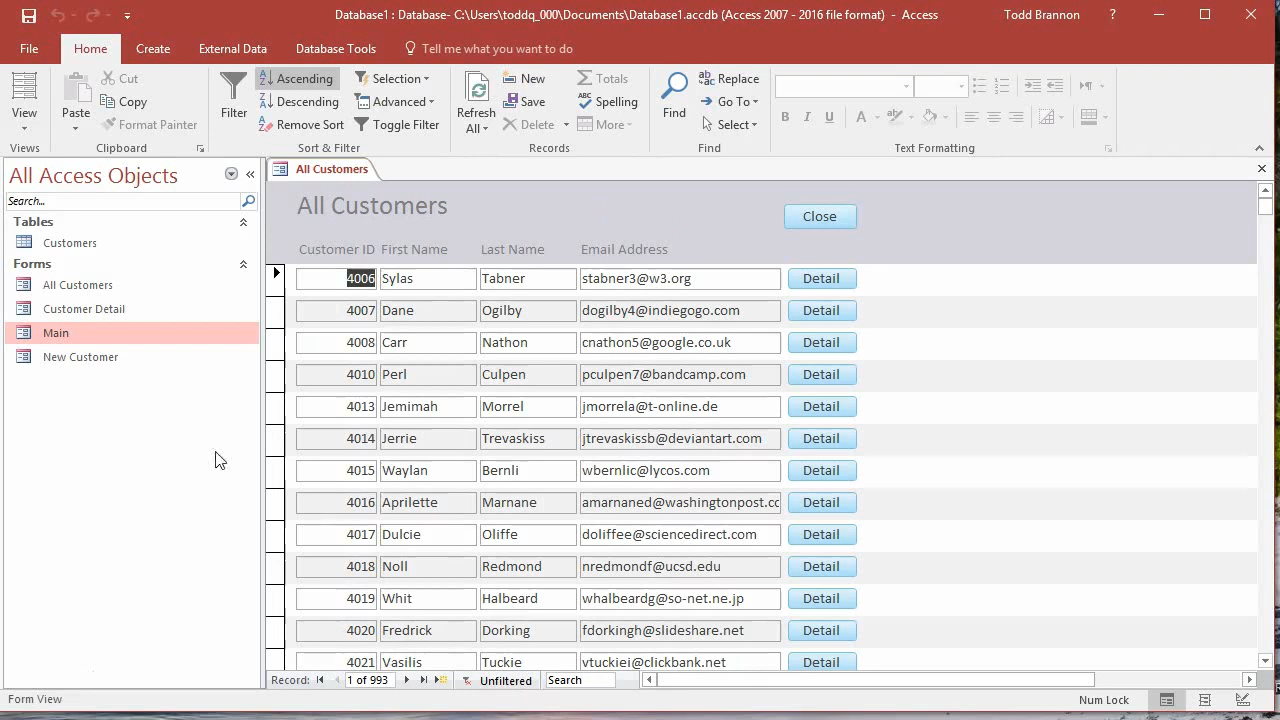 Database1 : Database- C:\Users\toddq_000\Documents\Database1.accdb (Access 2007 - 2016 file format) - Access
Todd Brannon
?
File Home Create External Data Database Tools Tell me what you want to do
View
Views
Paste
Cut
Copy
Format Painter
Clipboard
Filter
Ascending
Descending
Remove Sort
Selection
Advanced
Toggle Filter
Sort & Filter
Refresh
All
New
Save
Delete
Totals
Spelling
More
Records
Find
Replace
Go To
Select
Find
B I U A
Text Formatting
All Access Objects
Search...
Tables
Customers
Forms
All Customers
Customer Detail
Main
New Customer
All Customers
All Customers
Close
Customer ID First Name Last Name Email Address
4006 Sylas Tabner stabner3@w3.org Detail
4007 Dane Ogilby dogilby4@indiegogo.com Detail
4008 Carr Nathon cnathon5@google.co.uk Detail
4010 Perl Culpen pculpen7@bandcamp.com Detail
4013 Jemimah Morrel jmorrela@t-online.de Detail
4014 Jerrie Trevaskiss jtrevaskissb@deviantart.com Detail
4015 Waylan Bernli wbernlic@lycos.com Detail
4016 Aprilette Marnane amarnaned@washingtonpost.cc Detail
4017 Dulcie Oliffe doliffee@sciencedirect.com Detail
4018 Noll Redmond nredmondf@ucsd.edu Detail
4019 Whit Halbeard whalbeardg@so-net.ne.jp Detail
4020 Fredrick Dorking fdorkingh@slideshare.net Detail
4021 Vasilis Tuckie vtuckiei@clickbank.net Detail
Record: 1 of 993 Unfiltered Search
Form View
Num Lock